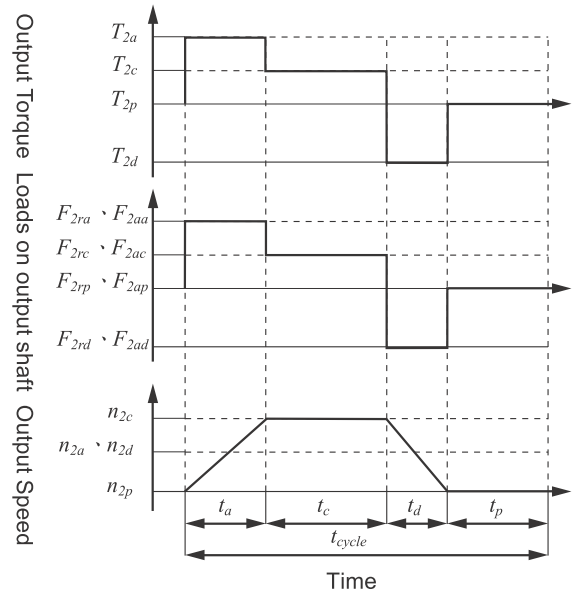 Output Torque
T2a
T2c
T2p
T2d
Loads on output shaft
F2ra、F2aa
F2rc、F2ac
F2rp、F2ap
F2rd、F2ad
Output Speed
n2c
n2a、n2d
n2p
ta
tc
td
tp
tcycle
Time